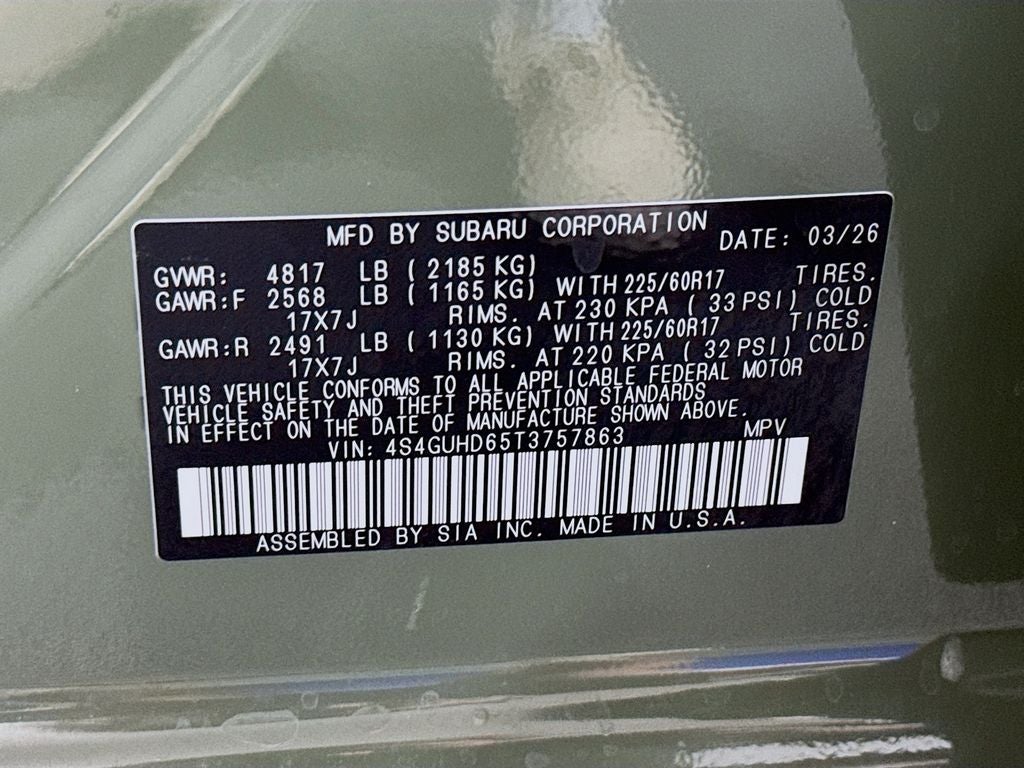 MFD BY SUBARU CORPORATION DATE: 03/26
GVWR: 4817 LB ( 2185 KG)
GAWR:F 2568 LB ( 1165 KG) WITH 225/60R17 TIRES.
17X7J RIMS. AT 230 KPA ( 33 PSI) COLD
GAWR:R 2491 LB ( 1130 KG) WITH 225/60R17 TIRES.
17X7J RIMS. AT 220 KPA ( 32 PSI) COLD
THIS VEHICLE CONFORMS TO ALL APPLICABLE FEDERAL MOTOR
VEHICLE SAFETY AND THEFT PREVENTION STANDARDS
IN EFFECT ON THE DATE OF MANUFACTURE SHOWN ABOVE.
VIN: 4S4GUHD65T3757863 MPV
ASSEMBLED BY SIA INC. MADE IN U.S.A.